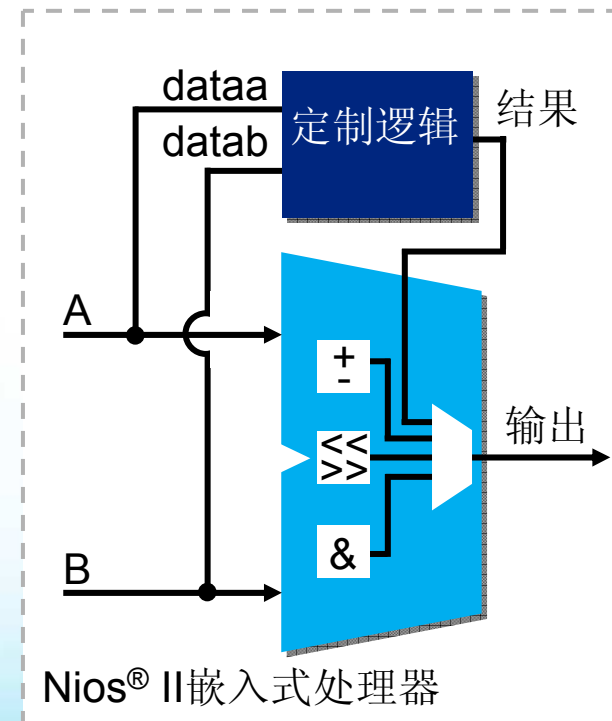 dataa
定制逻辑
结果
datab
A
+
-
<<
>>
输出
&
B
Nios® II嵌入式处理器